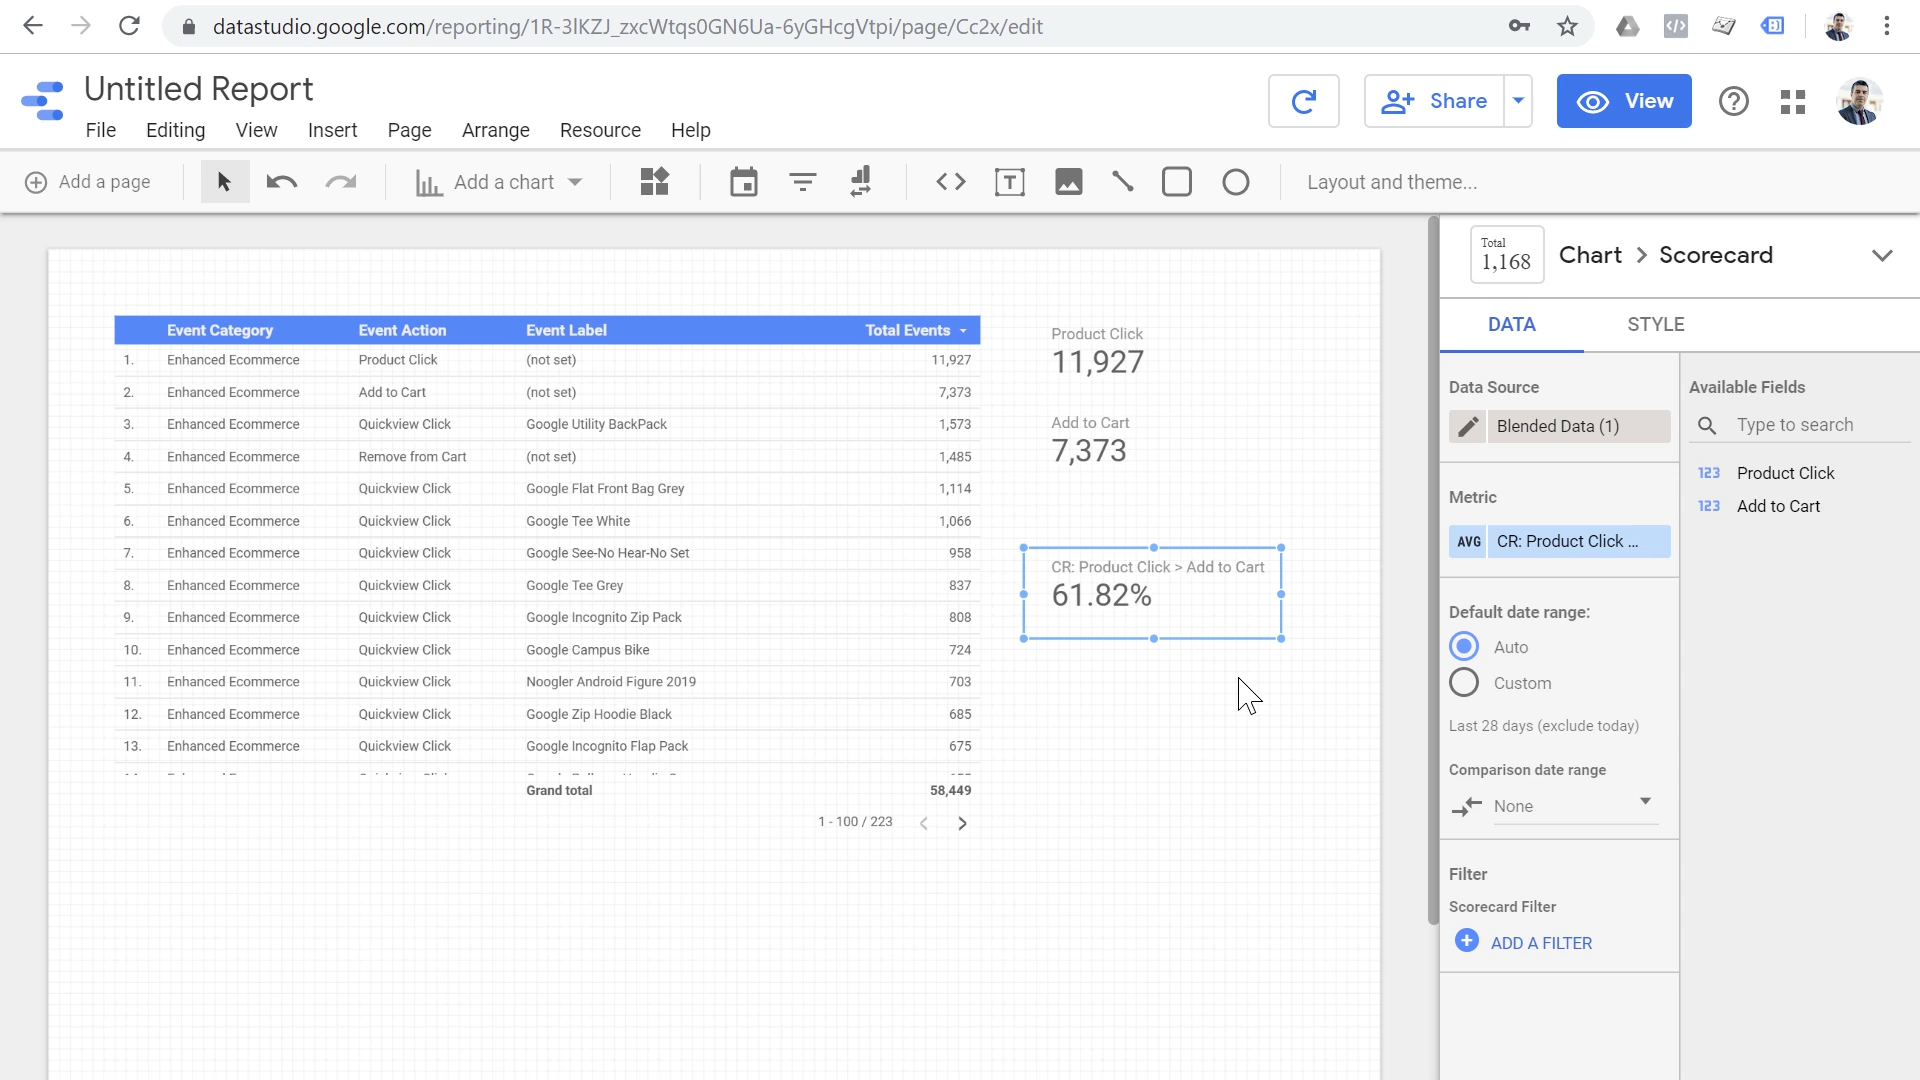 datastudio.google.com/reporting/1R-3lKZJ_zxcWtqs0GN6Ua-6yGHcgVtpi/page/Cc2x/edit
Untitled Report
File Editing View Insert Page Arrange Resource Help
Share
View
Add a page
Add a chart
Layout and theme...
Event Category Event Action Event Label Total Events
1. Enhanced Ecommerce Product Click (not set) 11,927
2. Enhanced Ecommerce Add to Cart (not set) 7,373
3. Enhanced Ecommerce Quickview Click Google Utility BackPack 1,573
4. Enhanced Ecommerce Remove from Cart (not set) 1,485
5. Enhanced Ecommerce Quickview Click Google Flat Front Bag Grey 1,114
6. Enhanced Ecommerce Quickview Click Google Tee White 1,066
7. Enhanced Ecommerce Quickview Click Google See-No Hear-No Set 958
8. Enhanced Ecommerce Quickview Click Google Tee Grey 837
9. Enhanced Ecommerce Quickview Click Google Incognito Zip Pack 808
10. Enhanced Ecommerce Quickview Click Google Campus Bike 724
11. Enhanced Ecommerce Quickview Click Noogler Android Figure 2019 703
12. Enhanced Ecommerce Quickview Click Google Zip Hoodie Black 685
13. Enhanced Ecommerce Quickview Click Google Incognito Flap Pack 675
Grand total 58,449
1 - 100 / 223
Product Click
11,927
Add to Cart
7,373
CR: Product Click > Add to Cart
61.82%
Total
1,168
Chart > Scorecard
DATA STYLE
Data Source
Blended Data (1)
Metric
AVG CR: Product Click ...
Default date range:
Auto
Custom
Last 28 days (exclude today)
Comparison date range
None
Filter
Scorecard Filter
ADD A FILTER
Available Fields
Type to search
123 Product Click
123 Add to Cart